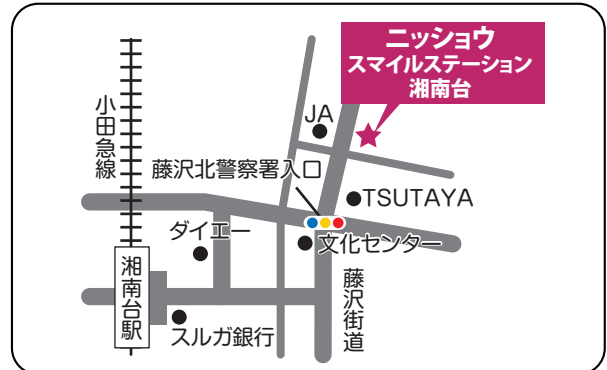 ニッショウ
スマイルステーション
湘南台
小田急線
JA
藤沢北警察署入口
TSUTAYA
ダイエー
文化センター
湘南台駅
スルガ銀行
藤沢街道